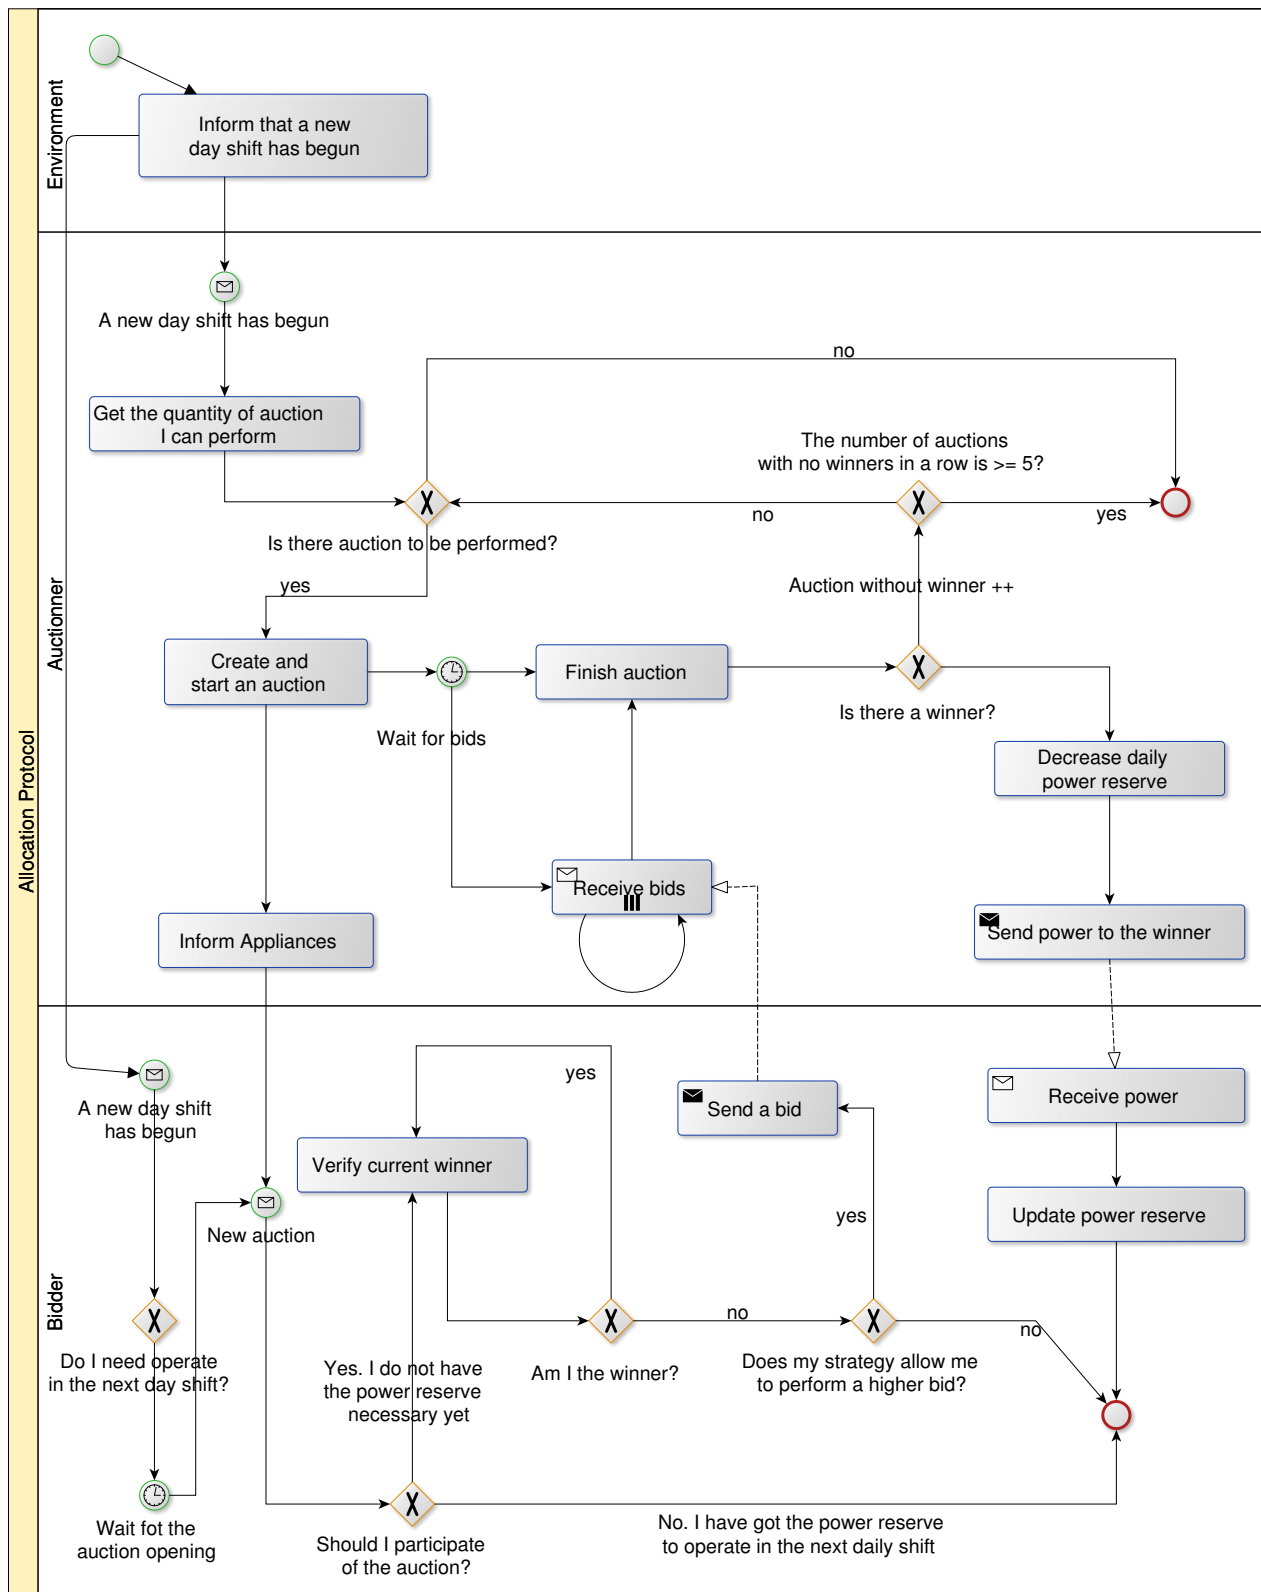 Allocation Protocol
Environment
Inform that a new
day shift has begun
Auctionner
A new day shift has begun
no
Get the quantity of auction
I can perform
The number of auctions
with no winners in a row is >= 5?
no
yes
Is there auction to be performed?
yes
Auction without winner ++
Create and
start an auction
Finish auction
Is there a winner?
Wait for bids
Decrease daily
power reserve
Receive bids
Send power to the winner
Inform Appliances
Bidder
yes
A new day shift
has begun
Send a bid
Receive power
Verify current winner
yes
Update power reserve
New auction
no
no
Do I need operate
in the next day shift?
Yes. I do not have
the power reserve
necessary yet
Am I the winner?
Does my strategy allow me
to perform a higher bid?
Wait fot the
auction opening
Should I participate
of the auction?
No. I have got the power reserve
to operate in the next daily shift